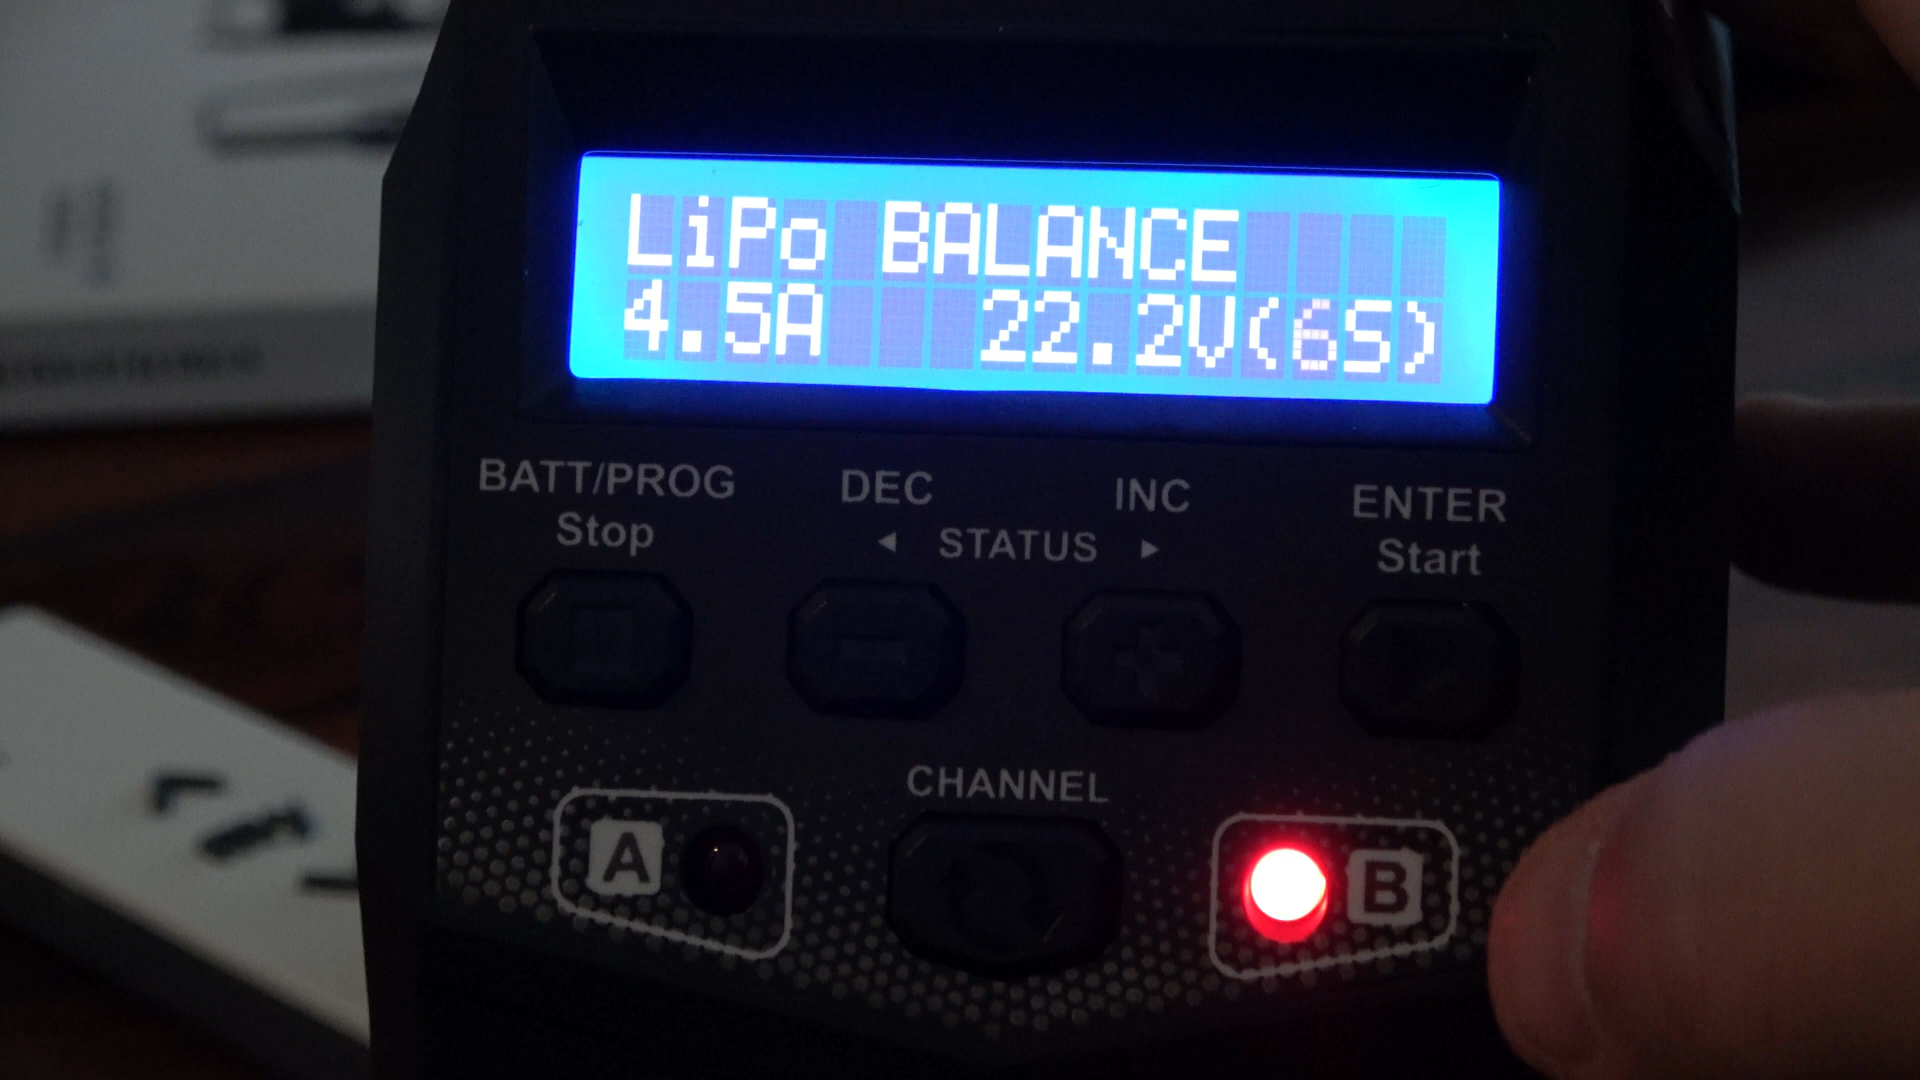 LiPo BALANCE
4.5A 22.2V(6S)
BATT/PROG
Stop
DEC
INC
◄ STATUS ►
ENTER
Start
CHANNEL
A
B